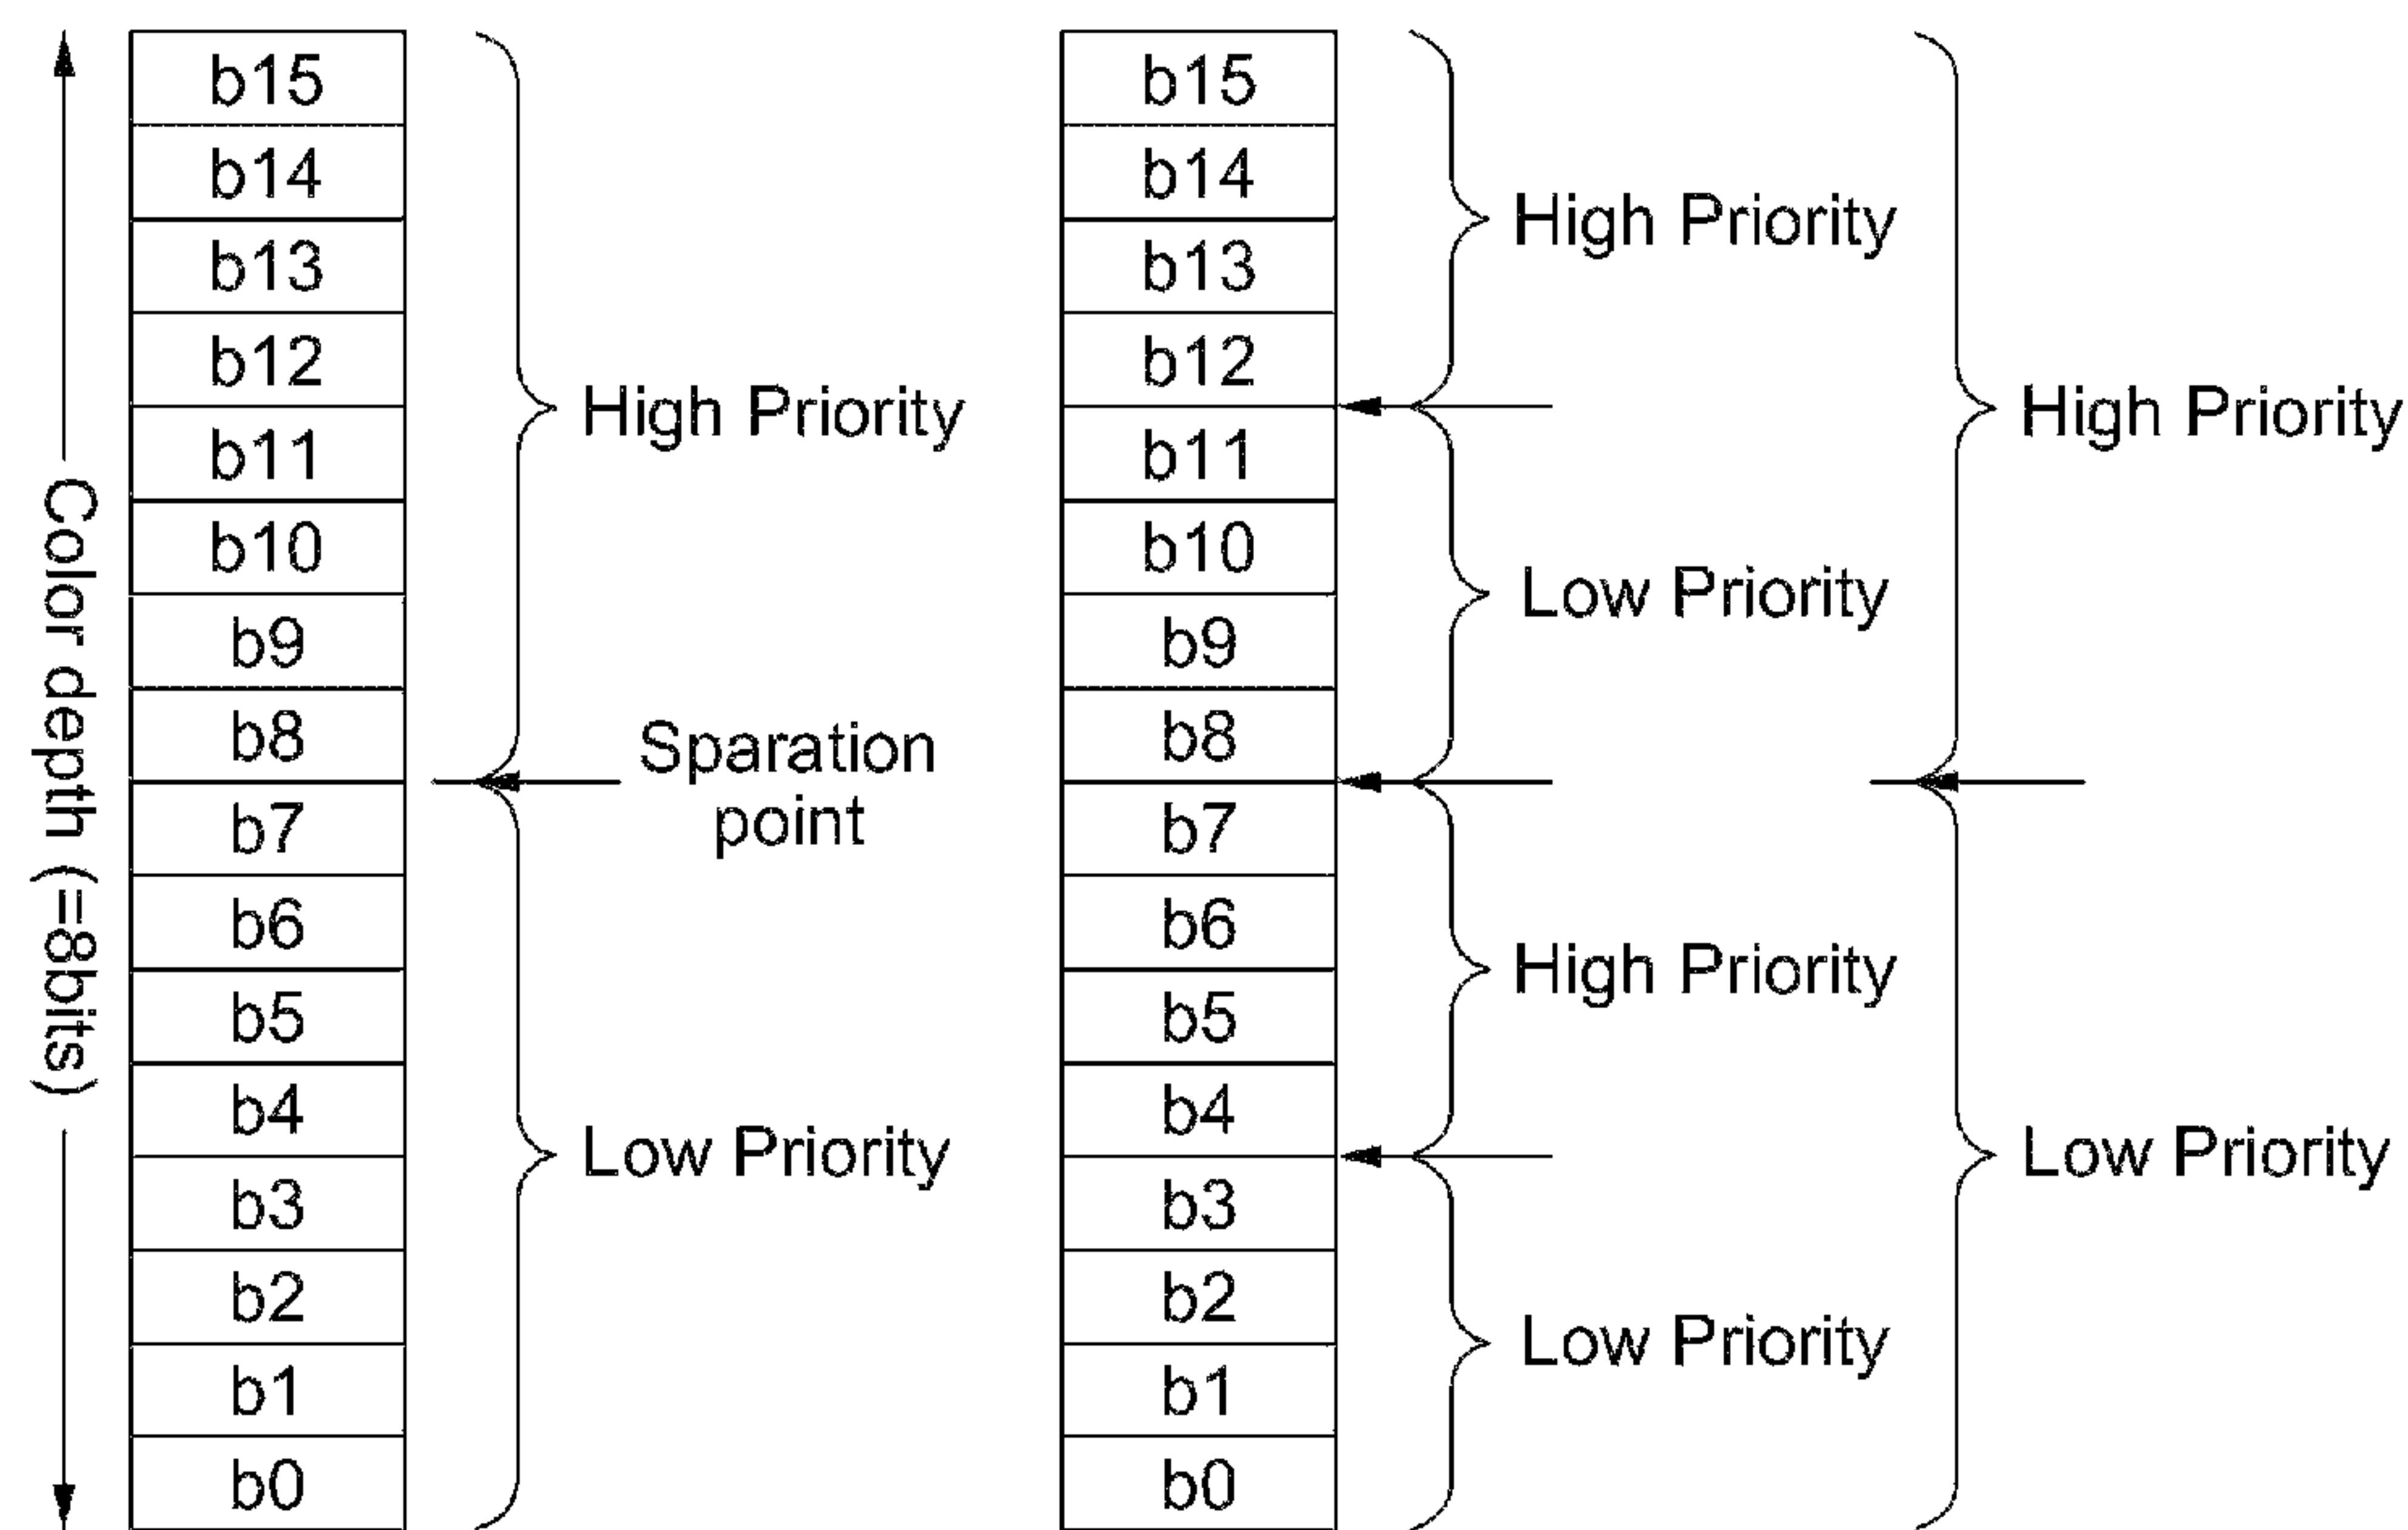 Color depth (=8bits)
b15
b14
b13
b12
b11
b10
b9
b8
b7
b6
b5
b4
b3
b2
b1
b0
High Priority
Sparation
point
Low Priority
b15
b14
b13
b12
b11
b10
b9
b8
b7
b6
b5
b4
b3
b2
b1
b0
High Priority
Low Priority
High Priority
Low Priority
High Priority
Low Priority